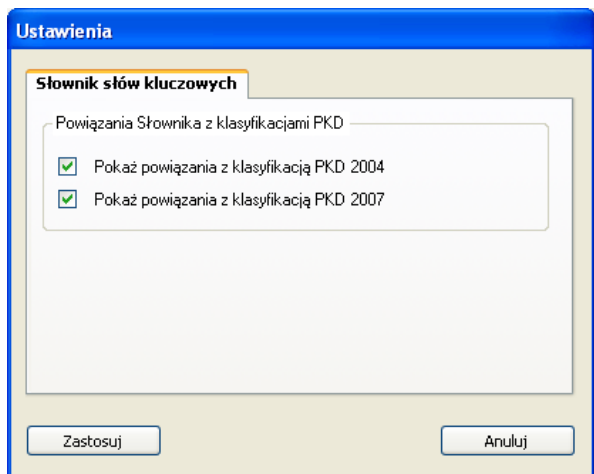 Ustawienia
Słownik słów kluczowych
Powiązania Słownika z klasyfikacjami PKD
Pokaż powiązania z klasyfikacją PKD 2004
Pokaż powiązania z klasyfikacją PKD 2007
Zastosuj
Anuluj